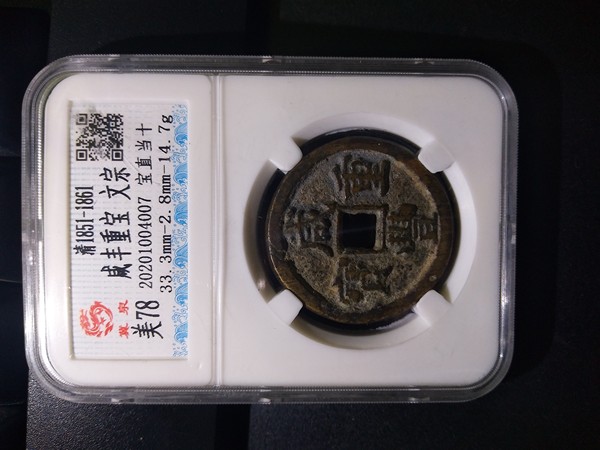 清1851-1861
咸丰重宝 文宗
20201004007 宝直当十
美78 33.3mm-2.8mm-14.7g
咸豐重寶